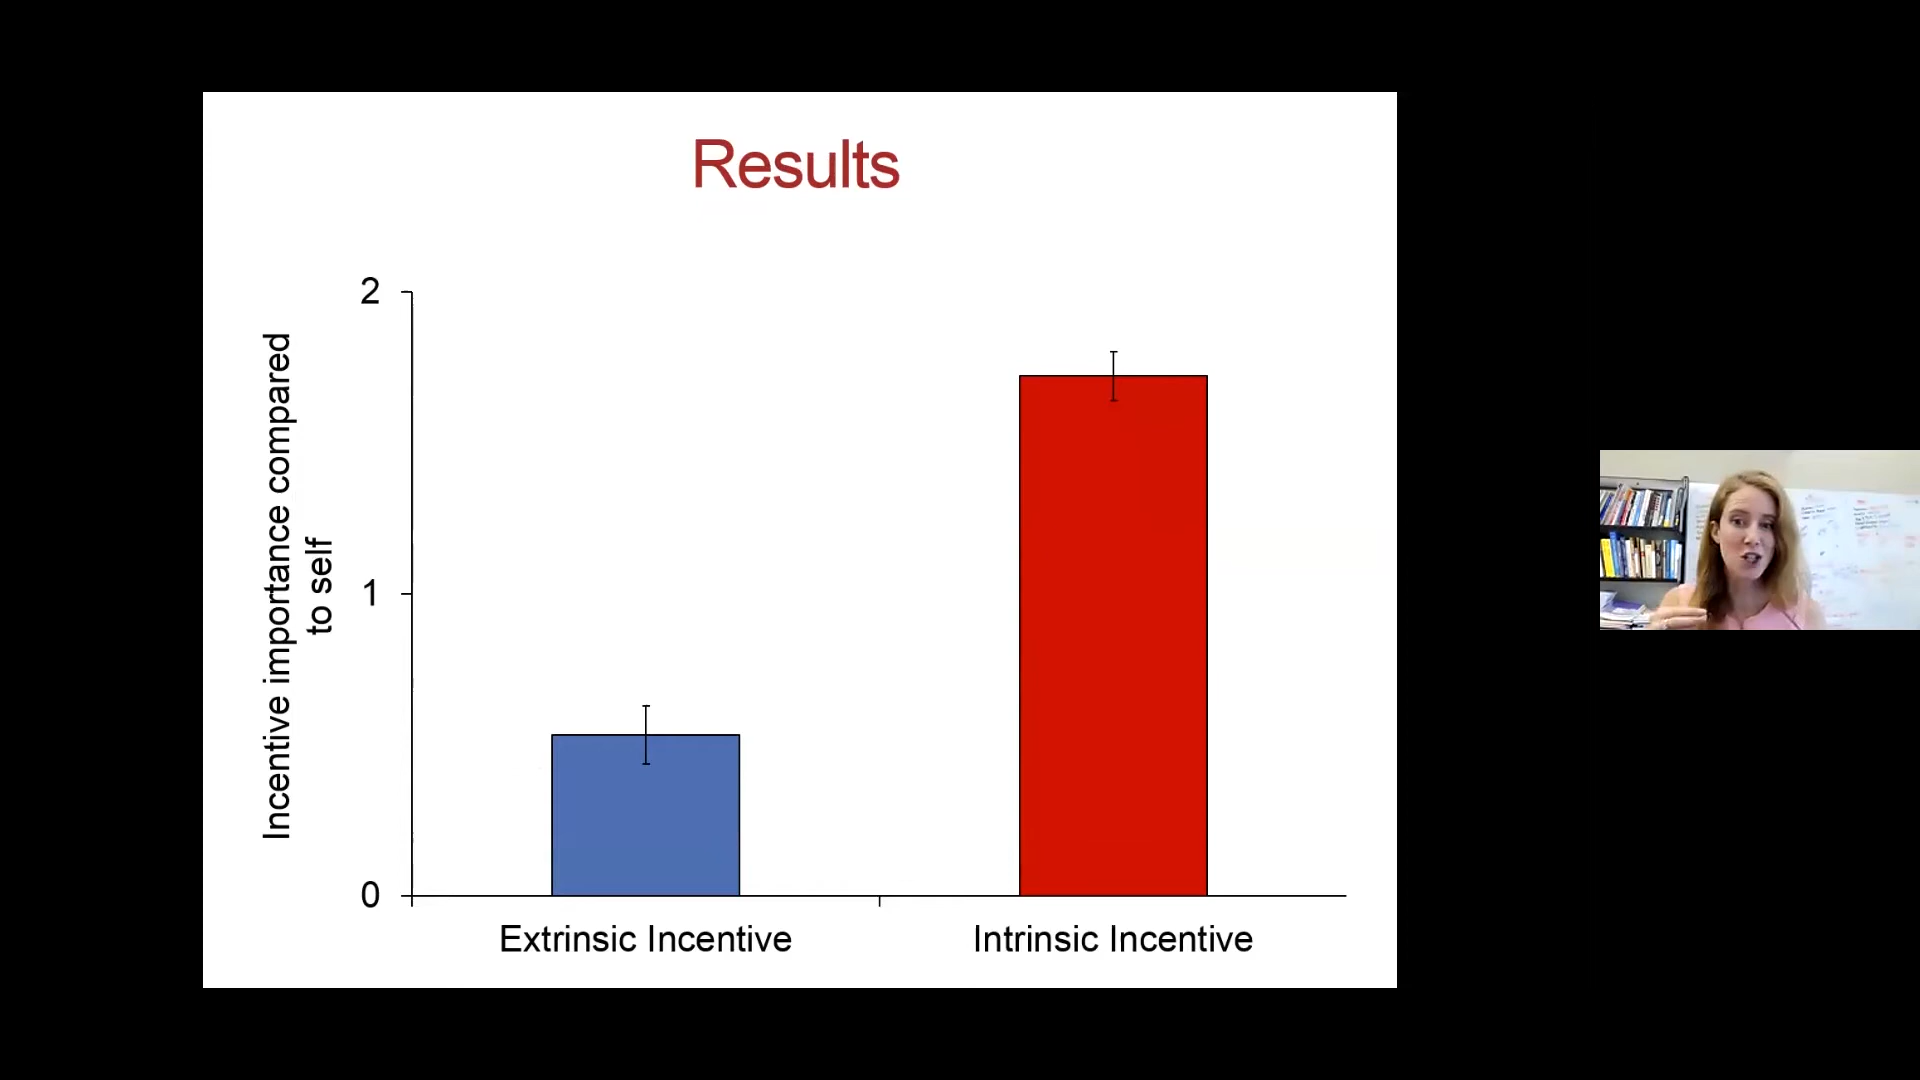 Results
Incentive importance compared
to self
2
1
0
Extrinsic Incentive
Intrinsic Incentive